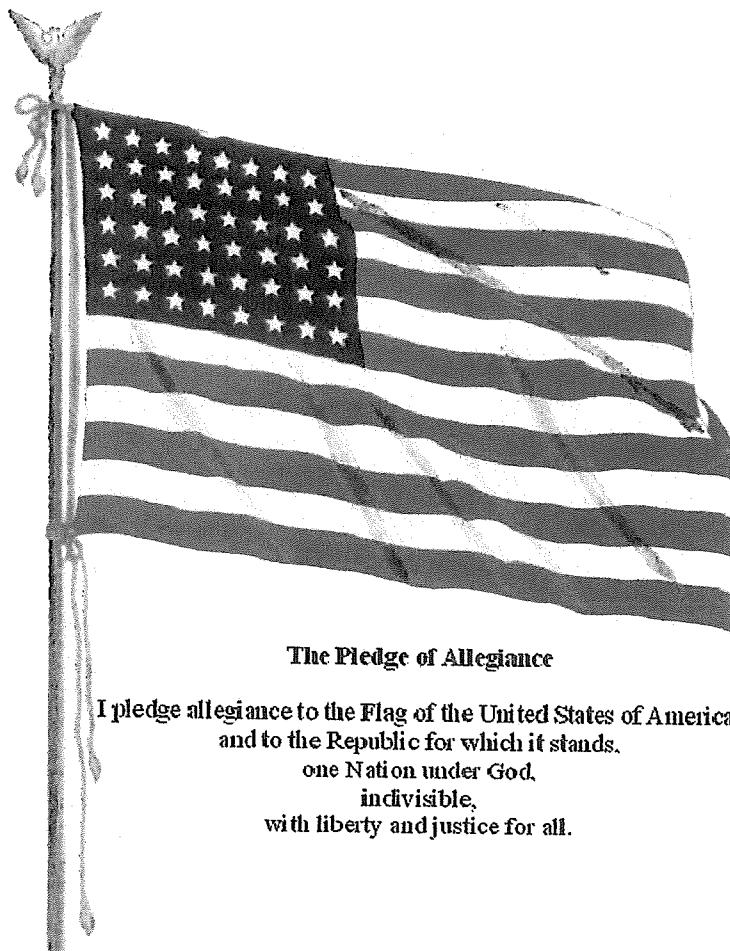 The Pledge of Allegiance
I pledge allegiance to the Flag of the United States of America
and to the Republic for which it stands,
one Nation under God,
indivisible,
with liberty and justice for all.